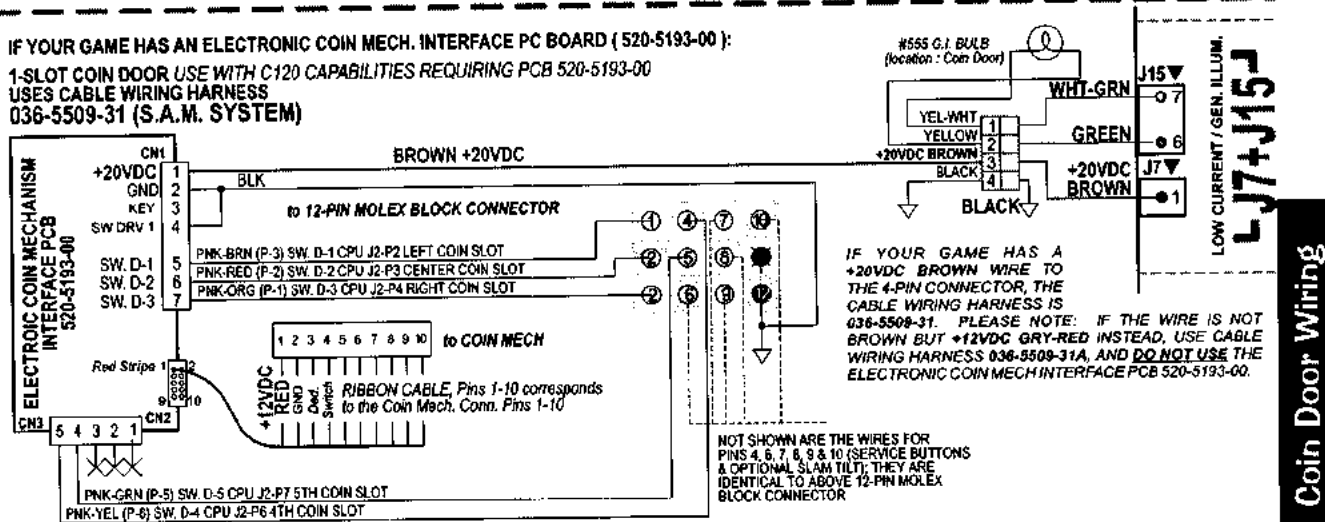 IF YOUR GAME HAS AN ELECTRONIC COIN MECH. INTERFACE PC BOARD ( 520-5193-00 ):
1-SLOT COIN DOOR USE WITH C120 CAPABILITIES REQUIRING PCB 520-5193-00
USES CABLE WIRING HARNESS
036-5509-31 (S.A.M. SYSTEM)
ELECTROIC COIN MECHANISM
INTERFACE PCB
520-5193-00
CN1
+20VDC 1
GND 2
KEY 3
SW DRV 1 4
SW. D-1 5
SW. D-2 6
SW. D-3 7
BROWN +20VDC
BLK
to 12-PIN MOLEX BLOCK CONNECTOR
PNK-BRN (P-3) SW. D-1 CPU J2-P2 LEFT COIN SLOT
PNK-RED (P-2) SW. D-2 CPU J2-P3 CENTER COIN SLOT
PNK-ORG (P-1) SW. D-3 CPU J2-P4 RIGHT COIN SLOT
1 4 7 10
2 5 8
2 6 9 12
Red Stripe 1 2
9 10
CN2
CN3
5 4 3 2 1
1 2 3 4 5 6 7 8 9 10
to COIN MECH
+12VDC
RED
GND
Ded.
Switch
RIBBON CABLE, Pins 1-10 corresponds
to the Coin Mech. Conn. Pins 1-10
PNK-GRN (P-5) SW. D-5 CPU J2-P7 5TH COIN SLOT
PNK-YEL (P-6) SW. D-4 CPU J2-P6 4TH COIN SLOT
NOT SHOWN ARE THE WIRES FOR
PINS 4, 6, 7, 8, 9 & 10 (SERVICE BUTTONS
& OPTIONAL SLAM TILT); THEY ARE
IDENTICAL TO ABOVE 12-PIN MOLEX
BLOCK CONNECTOR
#555 G.I. BULB
(location : Coin Door)
YEL-WHT 1
YELLOW 2
+20VDC BROWN 3
BLACK 4
BLACK
WHT-GRN
GREEN
+20VDC
BROWN
J15
7
6
J7
1
LOW CURRENT / GEN. ILLUM.
J7+J15
IF YOUR GAME HAS A
+20VDC BROWN WIRE TO
THE 4-PIN CONNECTOR, THE
CABLE WIRING HARNESS IS
036-5509-31. PLEASE NOTE: IF THE WIRE IS NOT
BROWN BUT +12VDC GRY-RED INSTEAD, USE CABLE
WIRING HARNESS 036-5509-31A, AND DO NOT USE THE
ELECTRONIC COIN MECH INTERFACE PCB 520-5193-00.
Coin Door Wiring